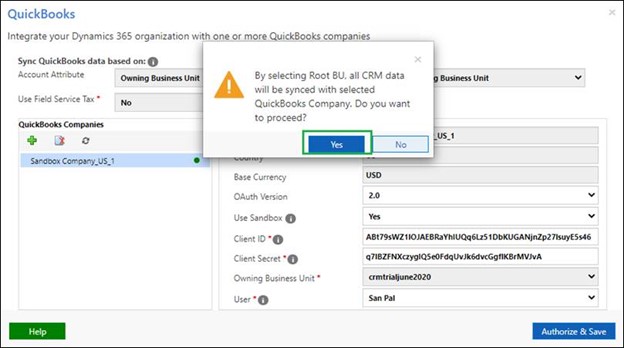 QuickBooks
Integrate your Dynamics 365 organization with one or more QuickBooks companies
Sync QuickBooks data based on:
Account Attribute
Owning Business Unit
ng Business Unit
Use Field Service Tax *
No
By selecting Root BU, all CRM data
will be synced with selected
QuickBooks Company. Do you want
to proceed?
Yes
No
QuickBooks Companies
Sandbox Company_US_1
_US_1
Country
Base Currency
USD
OAuth Version
2.0
Use Sandbox
Yes
Client ID *
Client Secret *
Owning Business Unit *
crmtrialjune2020
User *
San Pal
Help
Authorize & Save